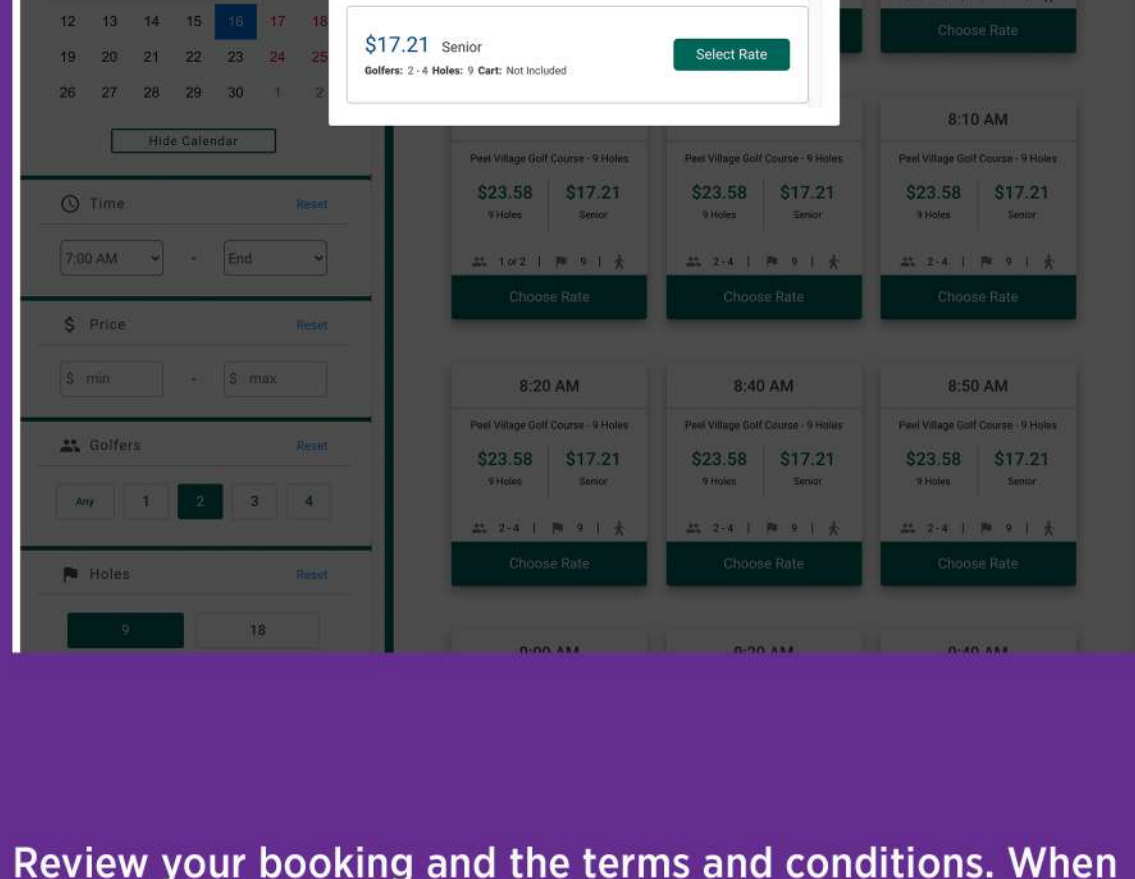 12 13 14 15 16 17 18
19 20 21 22 23 24 25
26 27 28 29 30 1 2
Hide Calendar
Time Reset
7:00 AM - End
$ Price Reset
$ min - $ max
Golfers Reset
Any 1 2 3 4
Holes Reset
9 18
$17.21 Senior
Golfers: 2 - 4 Holes: 9 Cart: Not Included
Select Rate
Choose Rate
8:10 AM
Peel Village Golf Course - 9 Holes Peel Village Golf Course - 9 Holes Peel Village Golf Course - 9 Holes
$23.58 $17.21 $23.58 $17.21 $23.58 $17.21
9 Holes Senior 9 Holes Senior 9 Holes Senior
1 or 2 | 9 | 2-4 | 9 | 2-4 | 9 |
Choose Rate Choose Rate Choose Rate
8:20 AM 8:40 AM 8:50 AM
Peel Village Golf Course - 9 Holes Peel Village Golf Course - 9 Holes Peel Village Golf Course - 9 Holes
$23.58 $17.21 $23.58 $17.21 $23.58 $17.21
9 Holes Senior 9 Holes Senior 9 Holes Senior
2-4 | 9 | 2-4 | 9 | 2-4 | 9 |
Choose Rate Choose Rate Choose Rate
9:00 AM 9:20 AM 9:40 AM
Review your booking and the terms and conditions. When